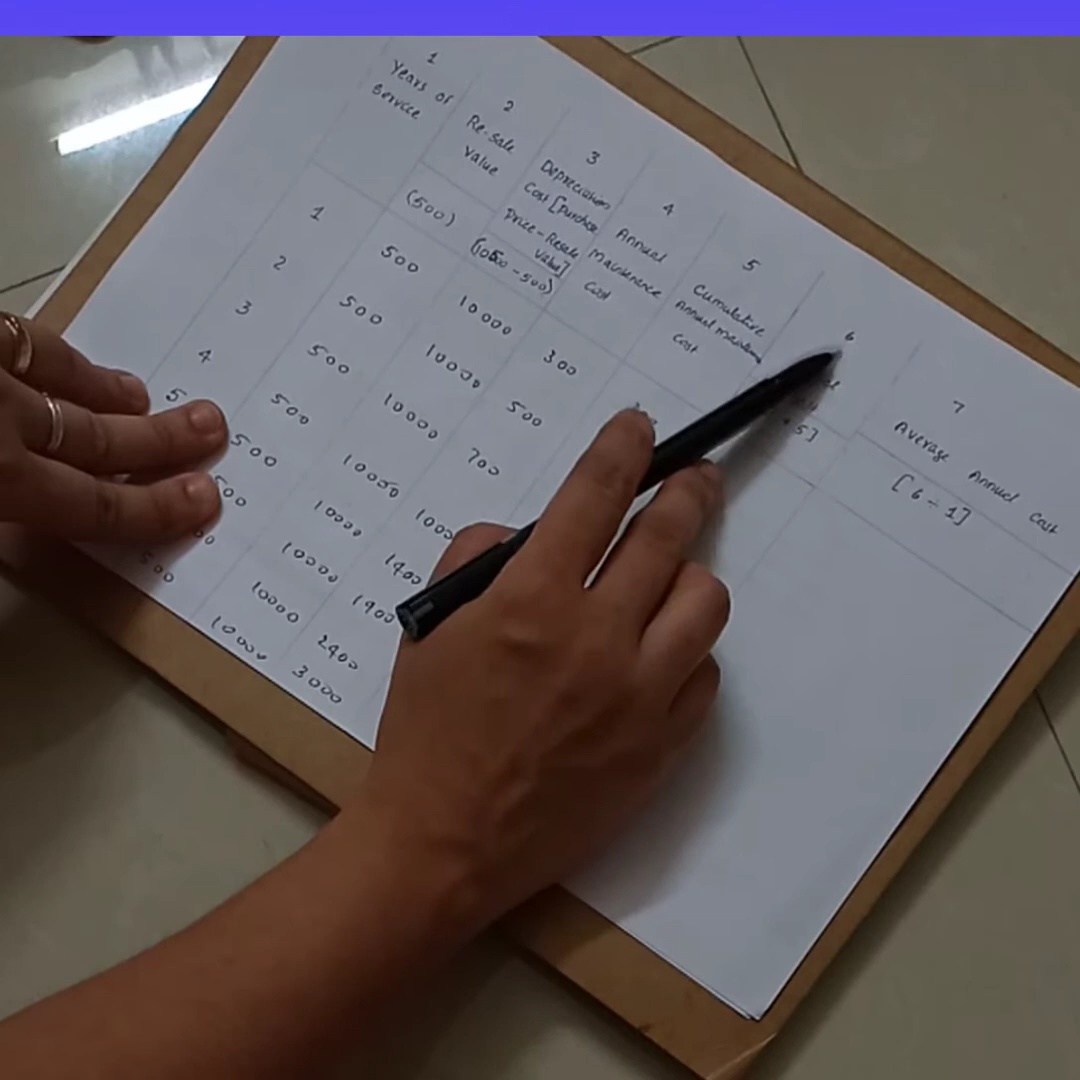 1
Years of
Service
2
Re-sale
Value
(500)
3
Depreciation
Cost [purchase
Price - Resale
Value]
(10500 - 500)
4
Annual
Maintenance
Cost
5
Cumulative
Annual
Cost
6
+ 5]
7
Average Annual Cost
[6 ÷ 1]
1 500 10000 300
2 500 10000 500
3 500 10000 700
4 500 10000 1000
5 500 10000 1400
500 10000 1900
10000 2400
500 10000 3000